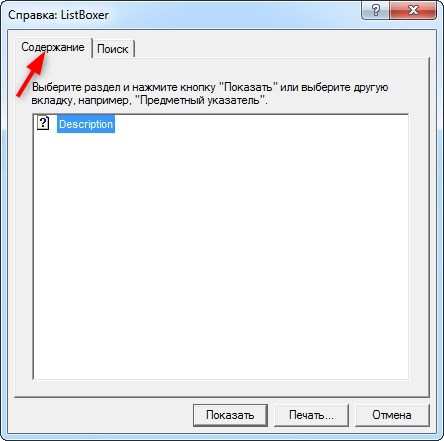 Справка: ListBoxer
Содержание
Поиск
Выберите раздел и нажмите кнопку "Показать" или выберите другую
вкладку, например, "Предметный указатель".
Description
Показать
Печать...
Отмена